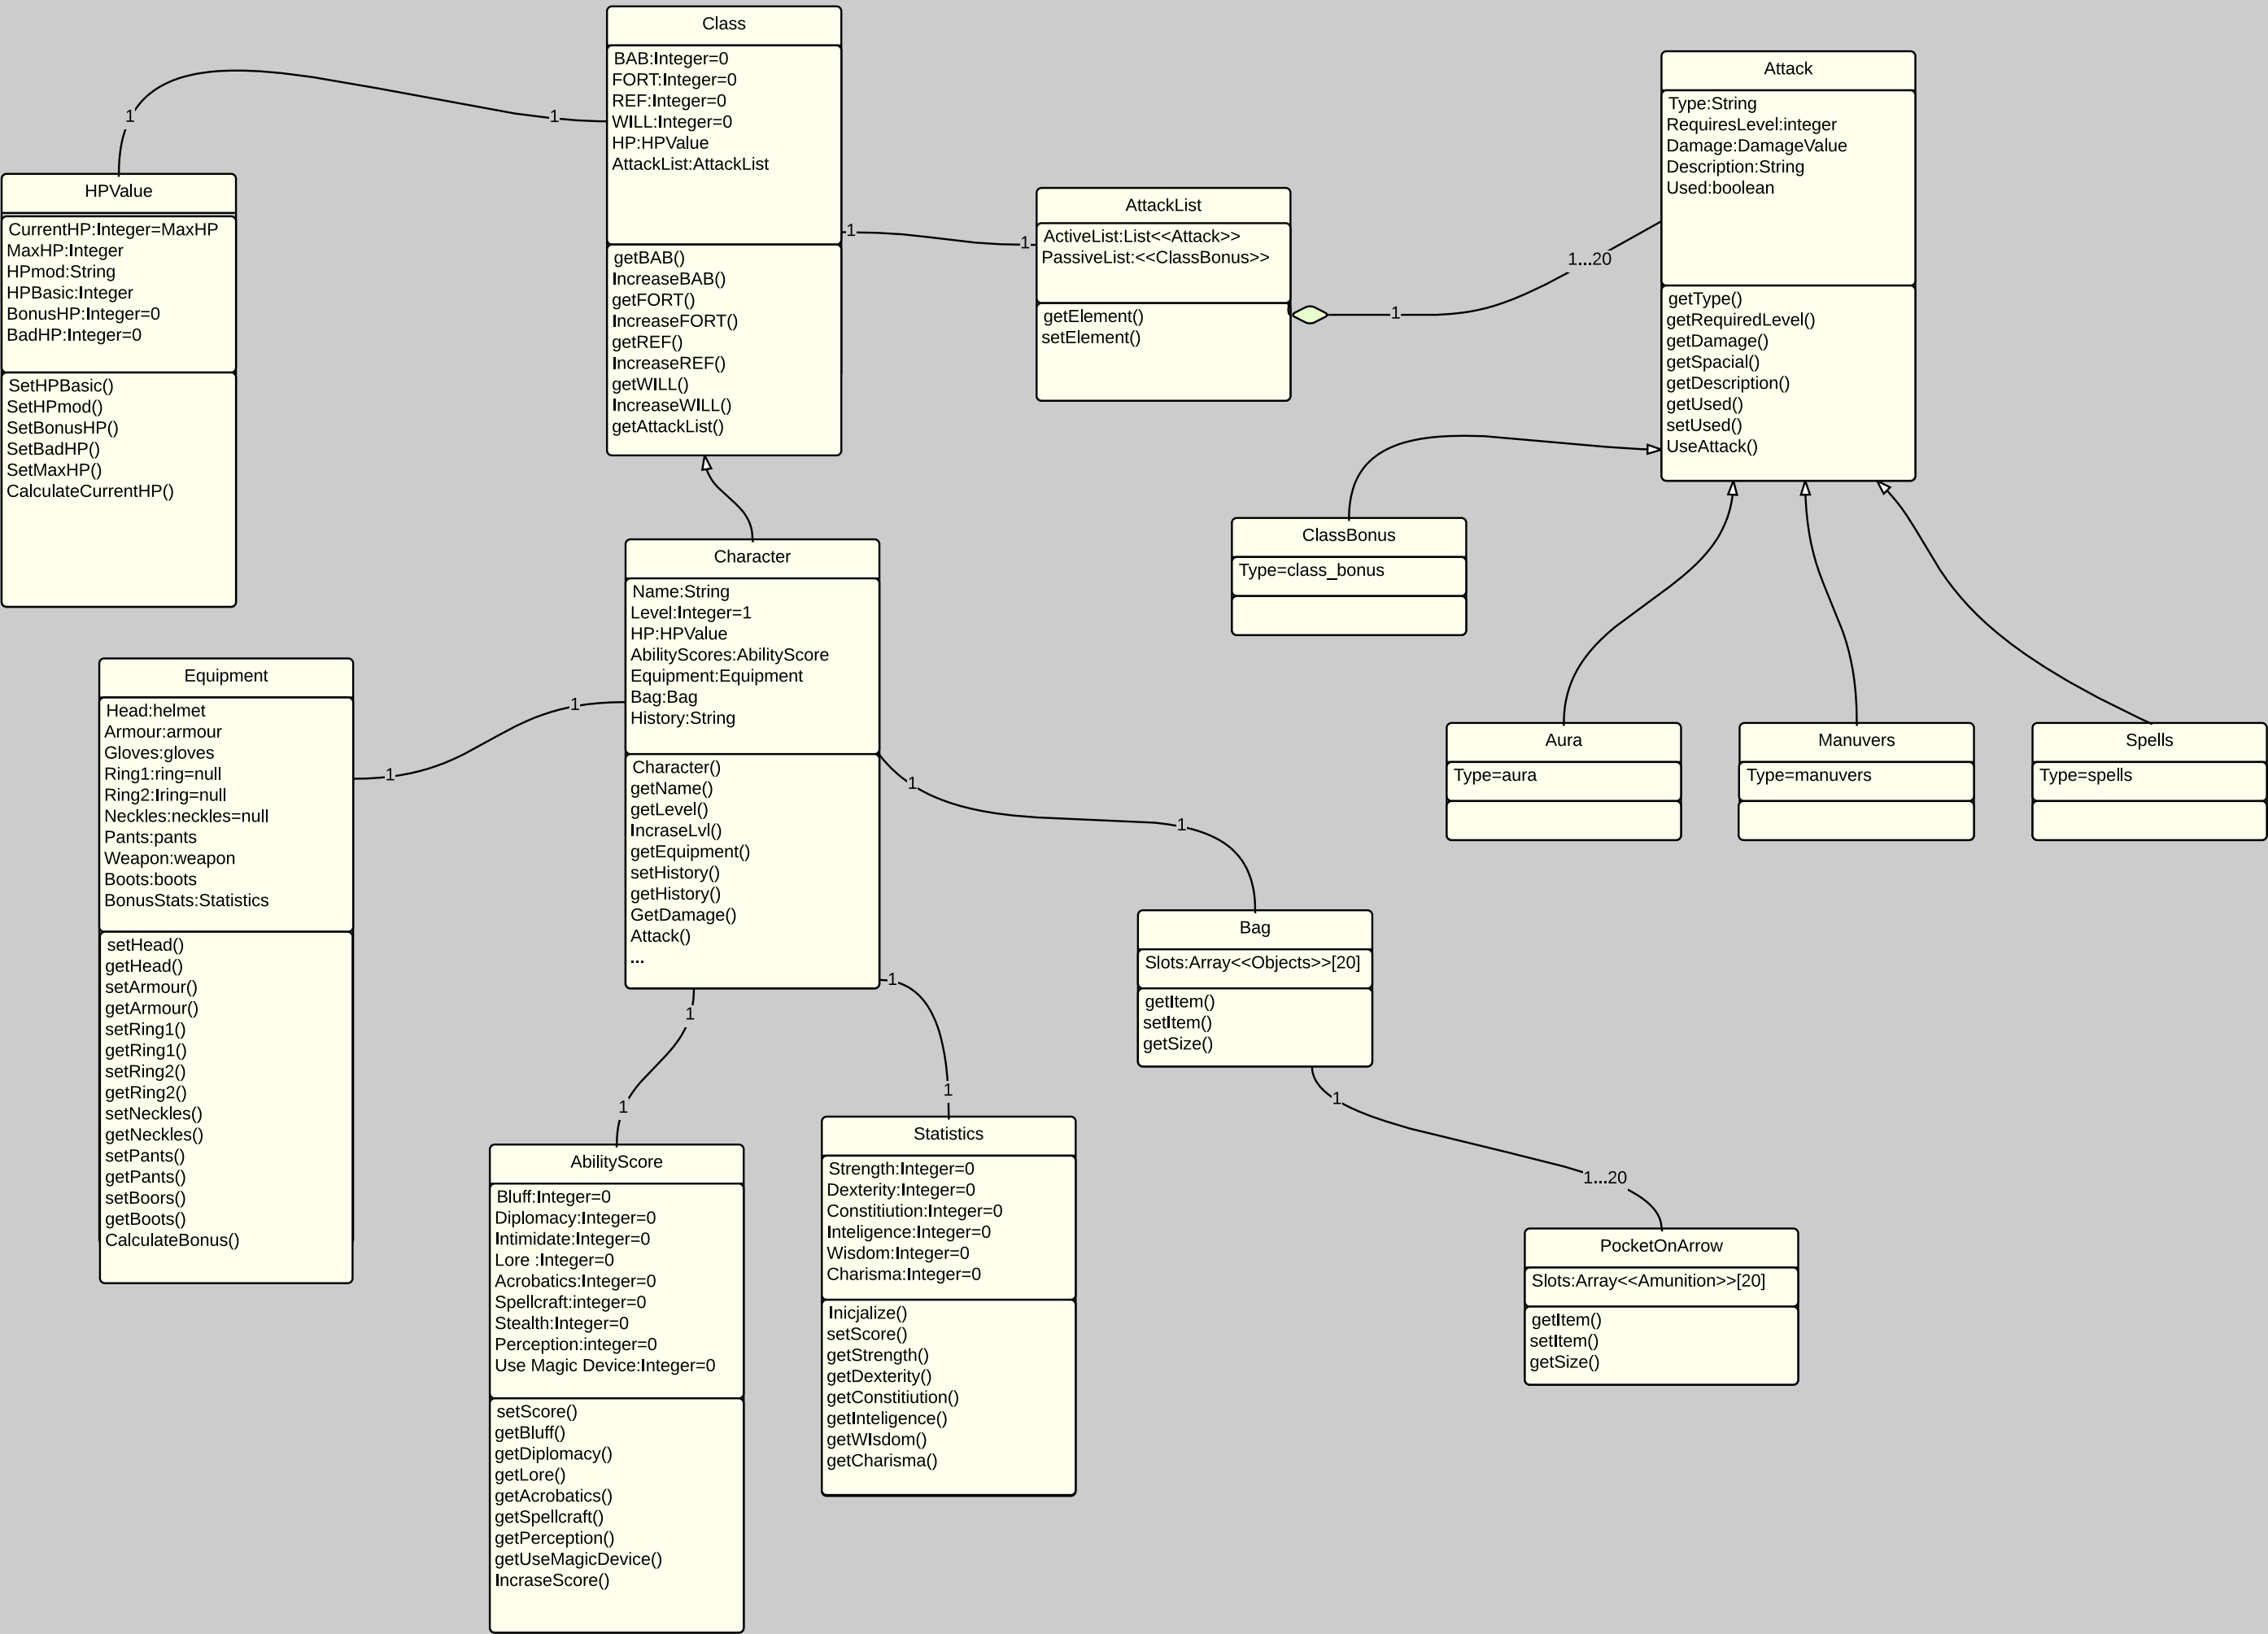 Class
BAB:Integer=0
FORT:Integer=0
REF:Integer=0
WILL:Integer=0
HP:HPValue
AttackList:AttackList
getBAB()
IncreaseBAB()
getFORT()
IncreaseFORT()
getREF()
IncreaseREF()
getWILL()
IncreaseWILL()
getAttackList()
1
1
HPValue
CurrentHP:Integer=MaxHP
MaxHP:Integer
HPmod:String
HPBasic:Integer
BonusHP:Integer=0
BadHP:Integer=0
SetHPBasic()
SetHPmod()
SetBonusHP()
SetBadHP()
SetMaxHP()
CalculateCurrentHP()
1
1
AttackList
ActiveList:List<<Attack>>
PassiveList:<<ClassBonus>>
getElement()
setElement()
1
1...20
Attack
Type:String
RequiresLevel:integer
Damage:DamageValue
Description:String
Used:boolean
getType()
getRequiredLevel()
getDamage()
getSpacial()
getDescription()
getUsed()
setUsed()
UseAttack()
ClassBonus
Type=class_bonus
Aura
Type=aura
Manuvers
Type=manuvers
Spells
Type=spells
Character
Name:String
Level:Integer=1
HP:HPValue
AbilityScores:AbilityScore
Equipment:Equipment
Bag:Bag
History:String
Character()
getName()
getLevel()
IncraseLvl()
getEquipment()
setHistory()
getHistory()
GetDamage()
Attack()
...
1
1
Equipment
Head:helmet
Armour:armour
Gloves:gloves
Ring1:ring=null
Ring2:Iring=null
Neckles:neckles=null
Pants:pants
Weapon:weapon
Boots:boots
BonusStats:Statistics
setHead()
getHead()
setArmour()
getArmour()
setRing1()
getRing1()
setRing2()
getRing2()
setNeckles()
getNeckles()
setPants()
getPants()
setBoors()
getBoots()
CalculateBonus()
1
1
AbilityScore
Bluff:Integer=0
Diplomacy:Integer=0
Intimidate:Integer=0
Lore :Integer=0
Acrobatics:Integer=0
Spellcraft:integer=0
Stealth:Integer=0
Perception:integer=0
Use Magic Device:Integer=0
setScore()
getBluff()
getDiplomacy()
getLore()
getAcrobatics()
getSpellcraft()
getPerception()
getUseMagicDevice()
IncraseScore()
1
1
Statistics
Strength:Integer=0
Dexterity:Integer=0
Constitiution:Integer=0
Inteligence:Integer=0
Wisdom:Integer=0
Charisma:Integer=0
Inicjalize()
setScore()
getStrength()
getDexterity()
getConstitiution()
getInteligence()
getWIsdom()
getCharisma()
1
1
Bag
Slots:Array<<Objects>>[20]
getItem()
setItem()
getSize()
1
1...20
PocketOnArrow
Slots:Array<<Amunition>>[20]
getItem()
setItem()
getSize()